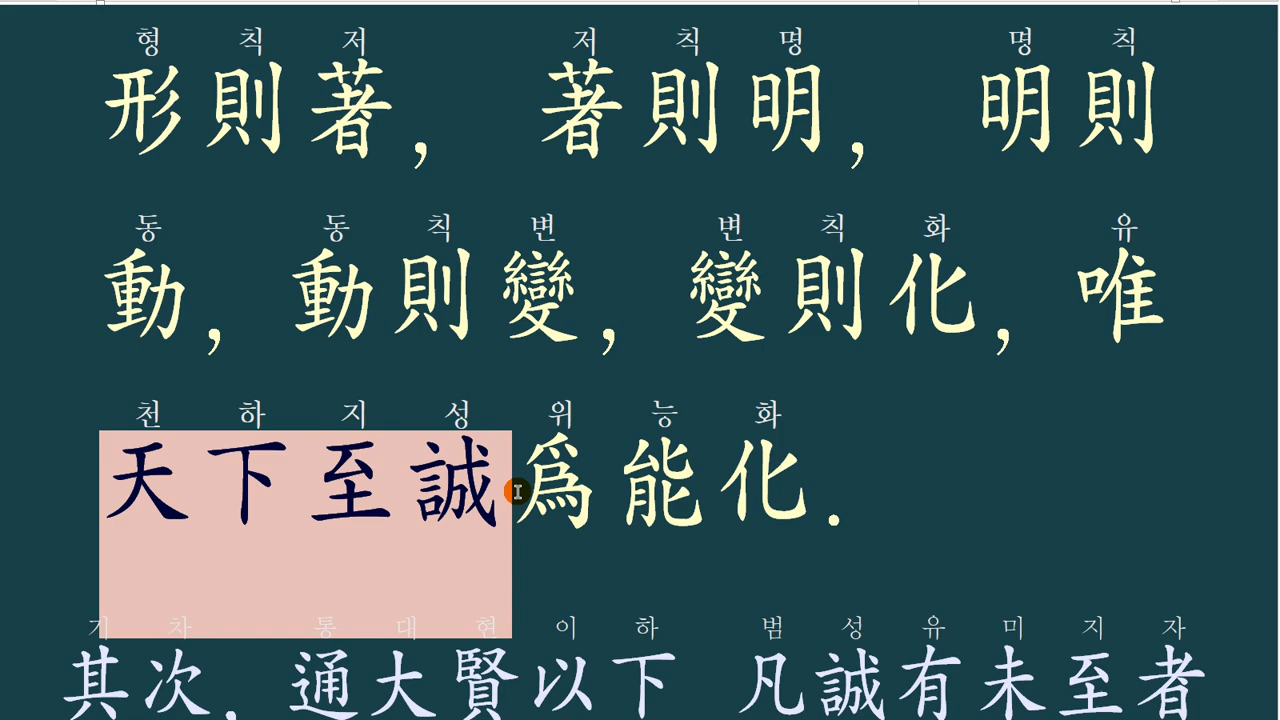 형 칙 저 저 칙 명 명 칙
形則著, 著則明, 明則
동 동 칙 변 변 칙 화 유
動, 動則變, 變則化, 唯
천 하 지 성 위 능 화
天下至誠爲能化.
기 차 통 대 현 이 하 범 성 유 미 지 자
其次, 通大賢以下 凡誠有未至者